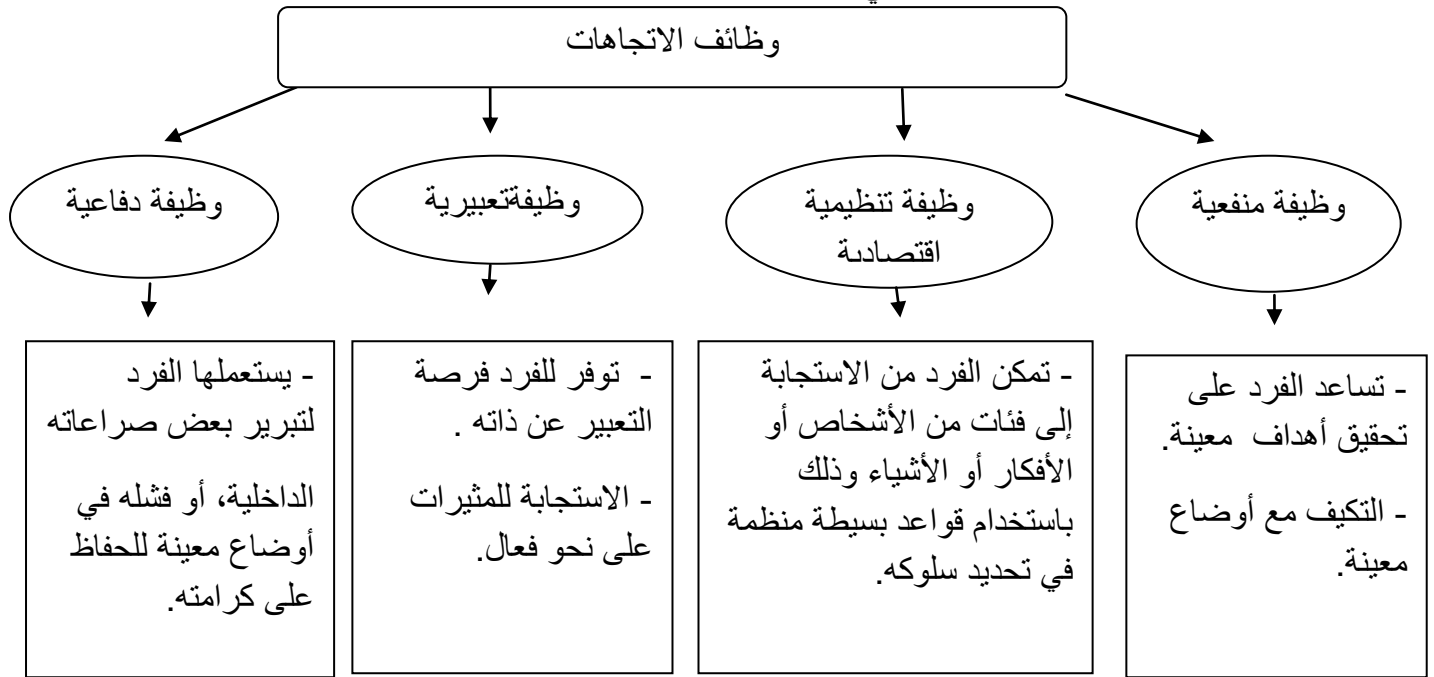 وظائف الاتجاهات
وظيفة منفعية
وظيفة تنظيمية
اقتصادية
وظيفةتعبيرية
وظيفة دفاعية
- تساعد الفرد على
تحقيق أهداف معينة.
- التكيف مع أوضاع
معينة.
- تمكن الفرد من الاستجابة
إلى فئات من الأشخاص أو
الأفكار أو الأشياء وذلك
باستخدام قواعد بسيطة منظمة
في تحديد سلوكه.
- توفر للفرد فرصة
التعبير عن ذاته .
- الاستجابة للمثيرات
على نحو فعال.
- يستعملها الفرد
لتبرير بعض صراعاته
الداخلية، أو فشله في
أوضاع معينة للحفاظ
على كرامته.